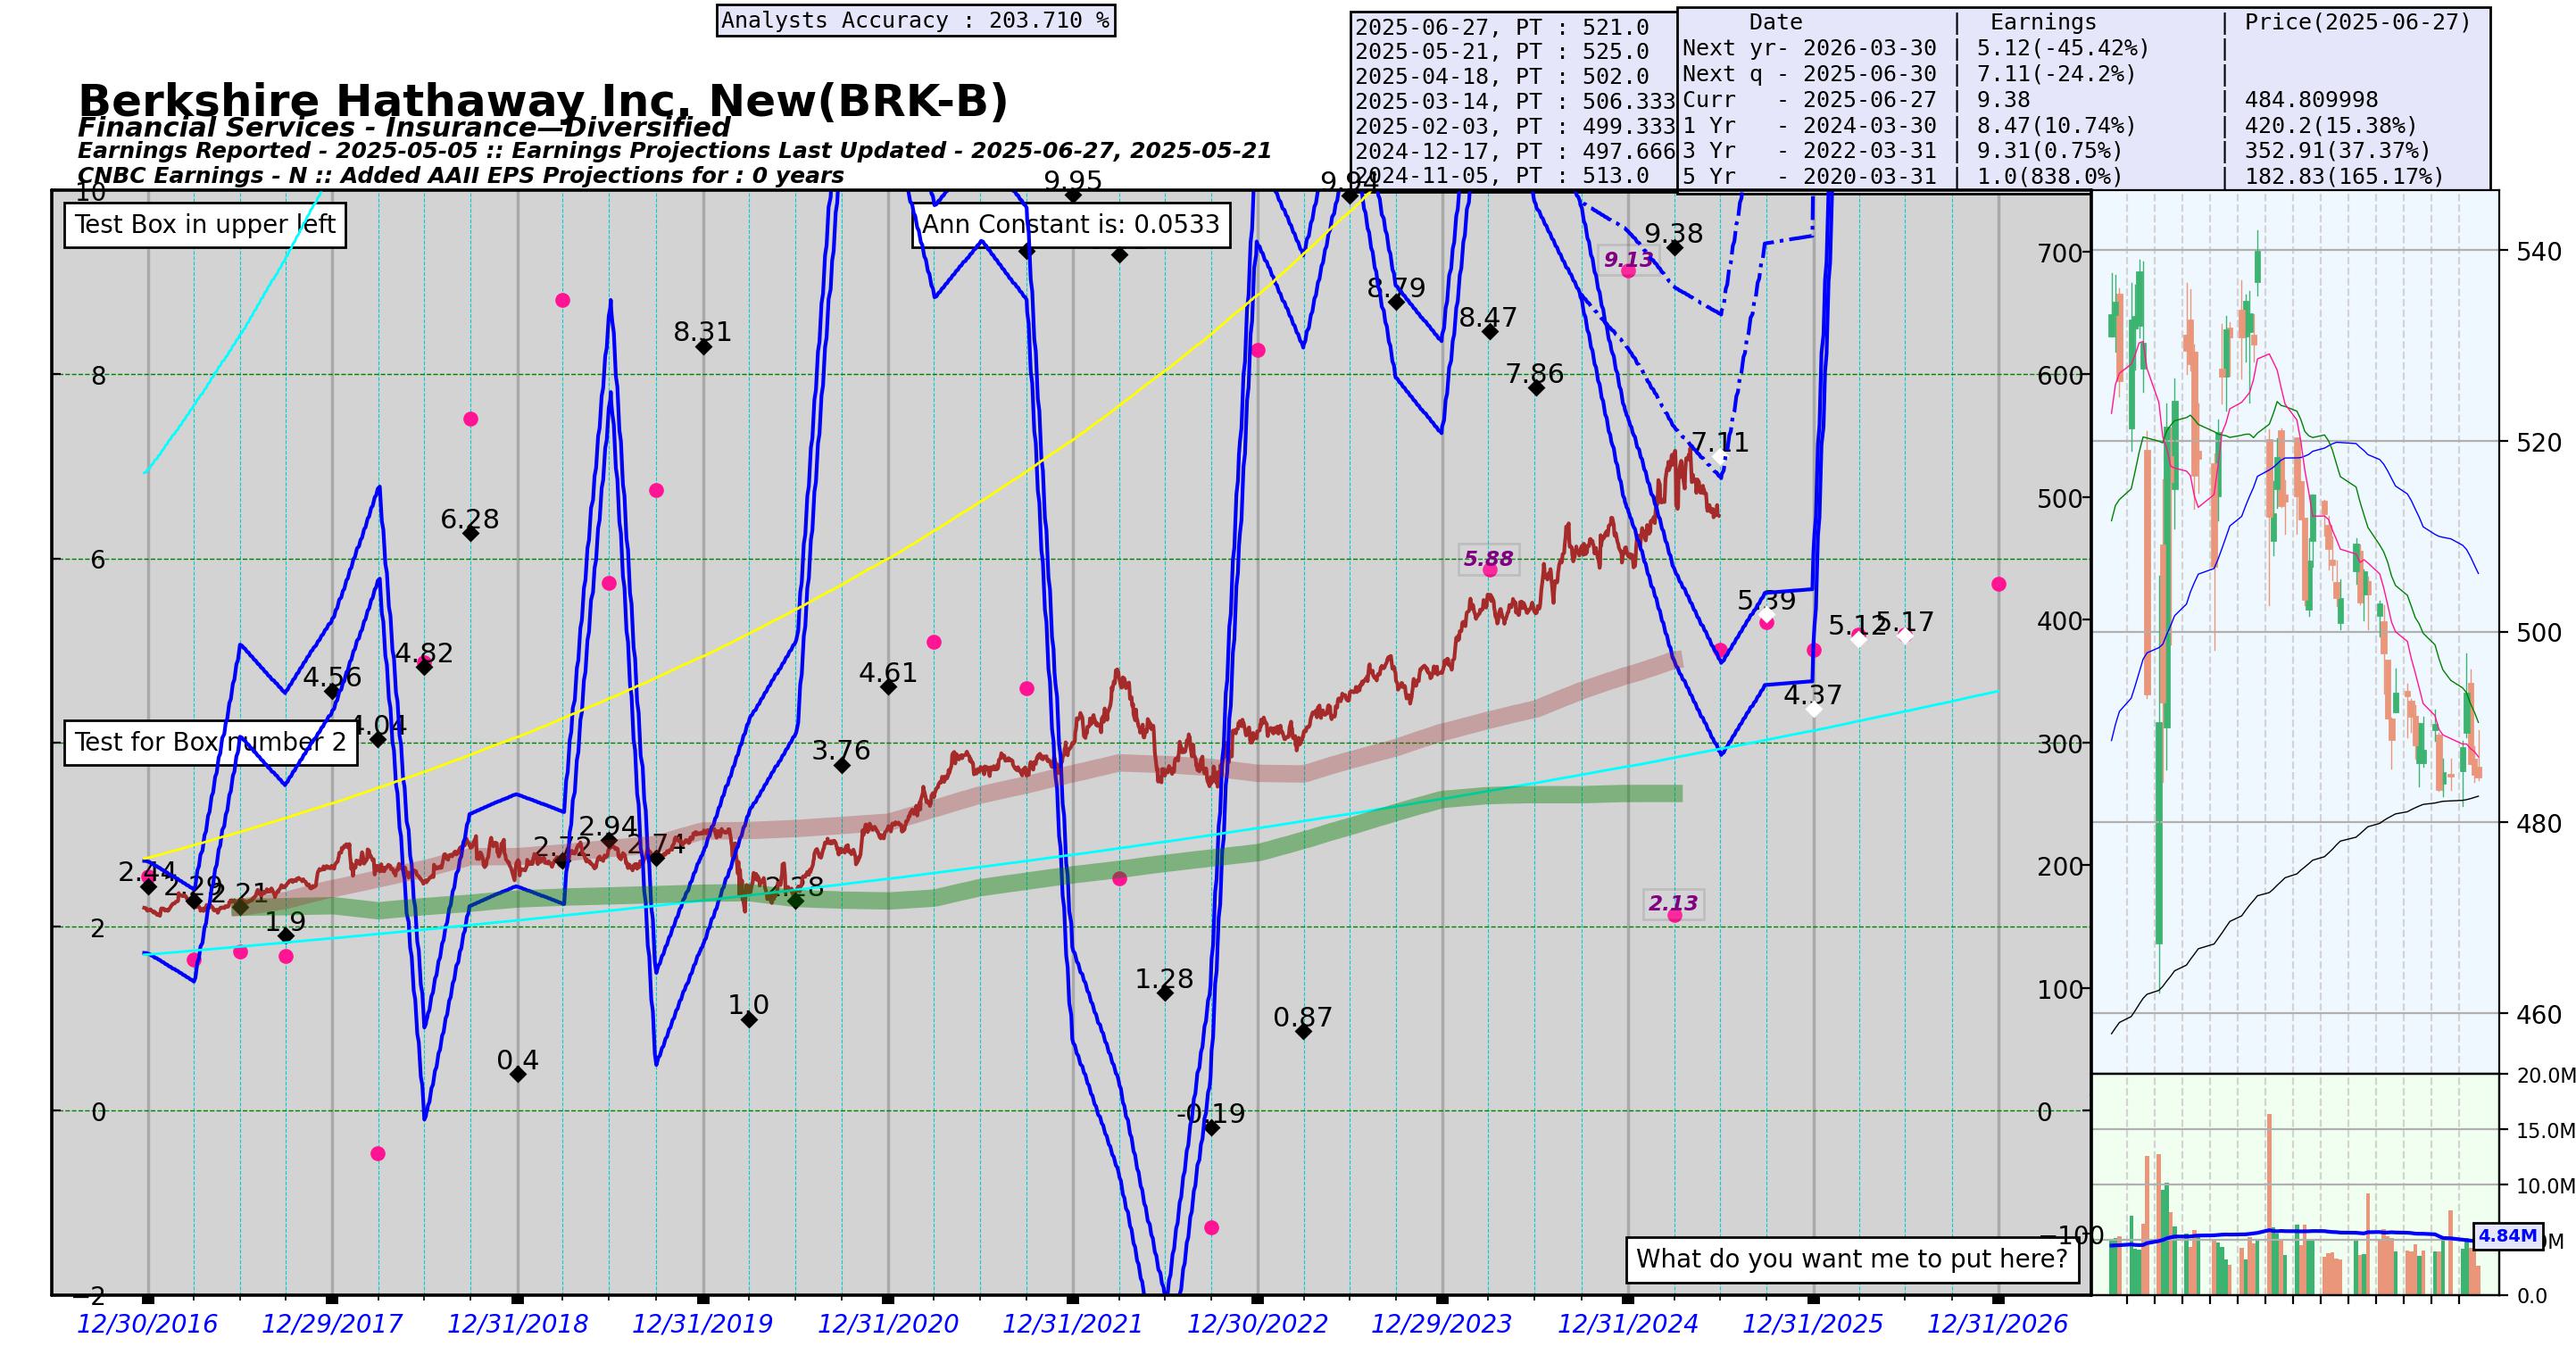 Analysts Accuracy : 203.710 %
2025-06-27, PT : 521.0
2025-05-21, PT : 525.0
2025-04-18, PT : 502.0
2025-03-14, PT : 506.333
2025-02-03, PT : 499.333
2024-12-17, PT : 497.666
2024-11-05, PT : 513.0
Date | Earnings | Price(2025-06-27)
Next yr- 2026-03-30 | 5.12(-45.42%) |
Next q - 2025-06-30 | 7.11(-24.2%) |
Curr - 2025-06-27 | 9.38 | 484.809998
1 Yr - 2024-03-30 | 8.47(10.74%) | 420.2(15.38%)
3 Yr - 2022-03-31 | 9.31(0.75%) | 352.91(37.37%)
5 Yr - 2020-03-31 | 1.0(838.0%) | 182.83(165.17%)
Berkshire Hathaway Inc. New(BRK-B)
Financial Services - Insurance—Diversified
Earnings Reported - 2025-05-05 :: Earnings Projections Last Updated - 2025-06-27, 2025-05-21
CNBC Earnings - N :: Added AAII EPS Projections for : 0 years
Test Box in upper left
Ann Constant is: 0.0533
Test for Box number 2
What do you want me to put here?
10
8
6
2
0
−2
2.44
2.29
2.21
1.9
4.56
4.04
4.82
6.28
0.4
2.72
2.94
2.74
8.31
1.0
2.28
3.76
4.61
9.95
1.28
-0.19
0.87
9.94
8.79
8.47
7.86
9.38
7.11
5.39
4.37
5.12
5.17
5.88
9.13
2.13
700
600
500
400
300
200
100
0
−100
540
520
500
480
460
20.0M
15.0M
10.0M
4.84M
0.0
12/30/2016
12/29/2017
12/31/2018
12/31/2019
12/31/2020
12/31/2021
12/30/2022
12/29/2023
12/31/2024
12/31/2025
12/31/2026